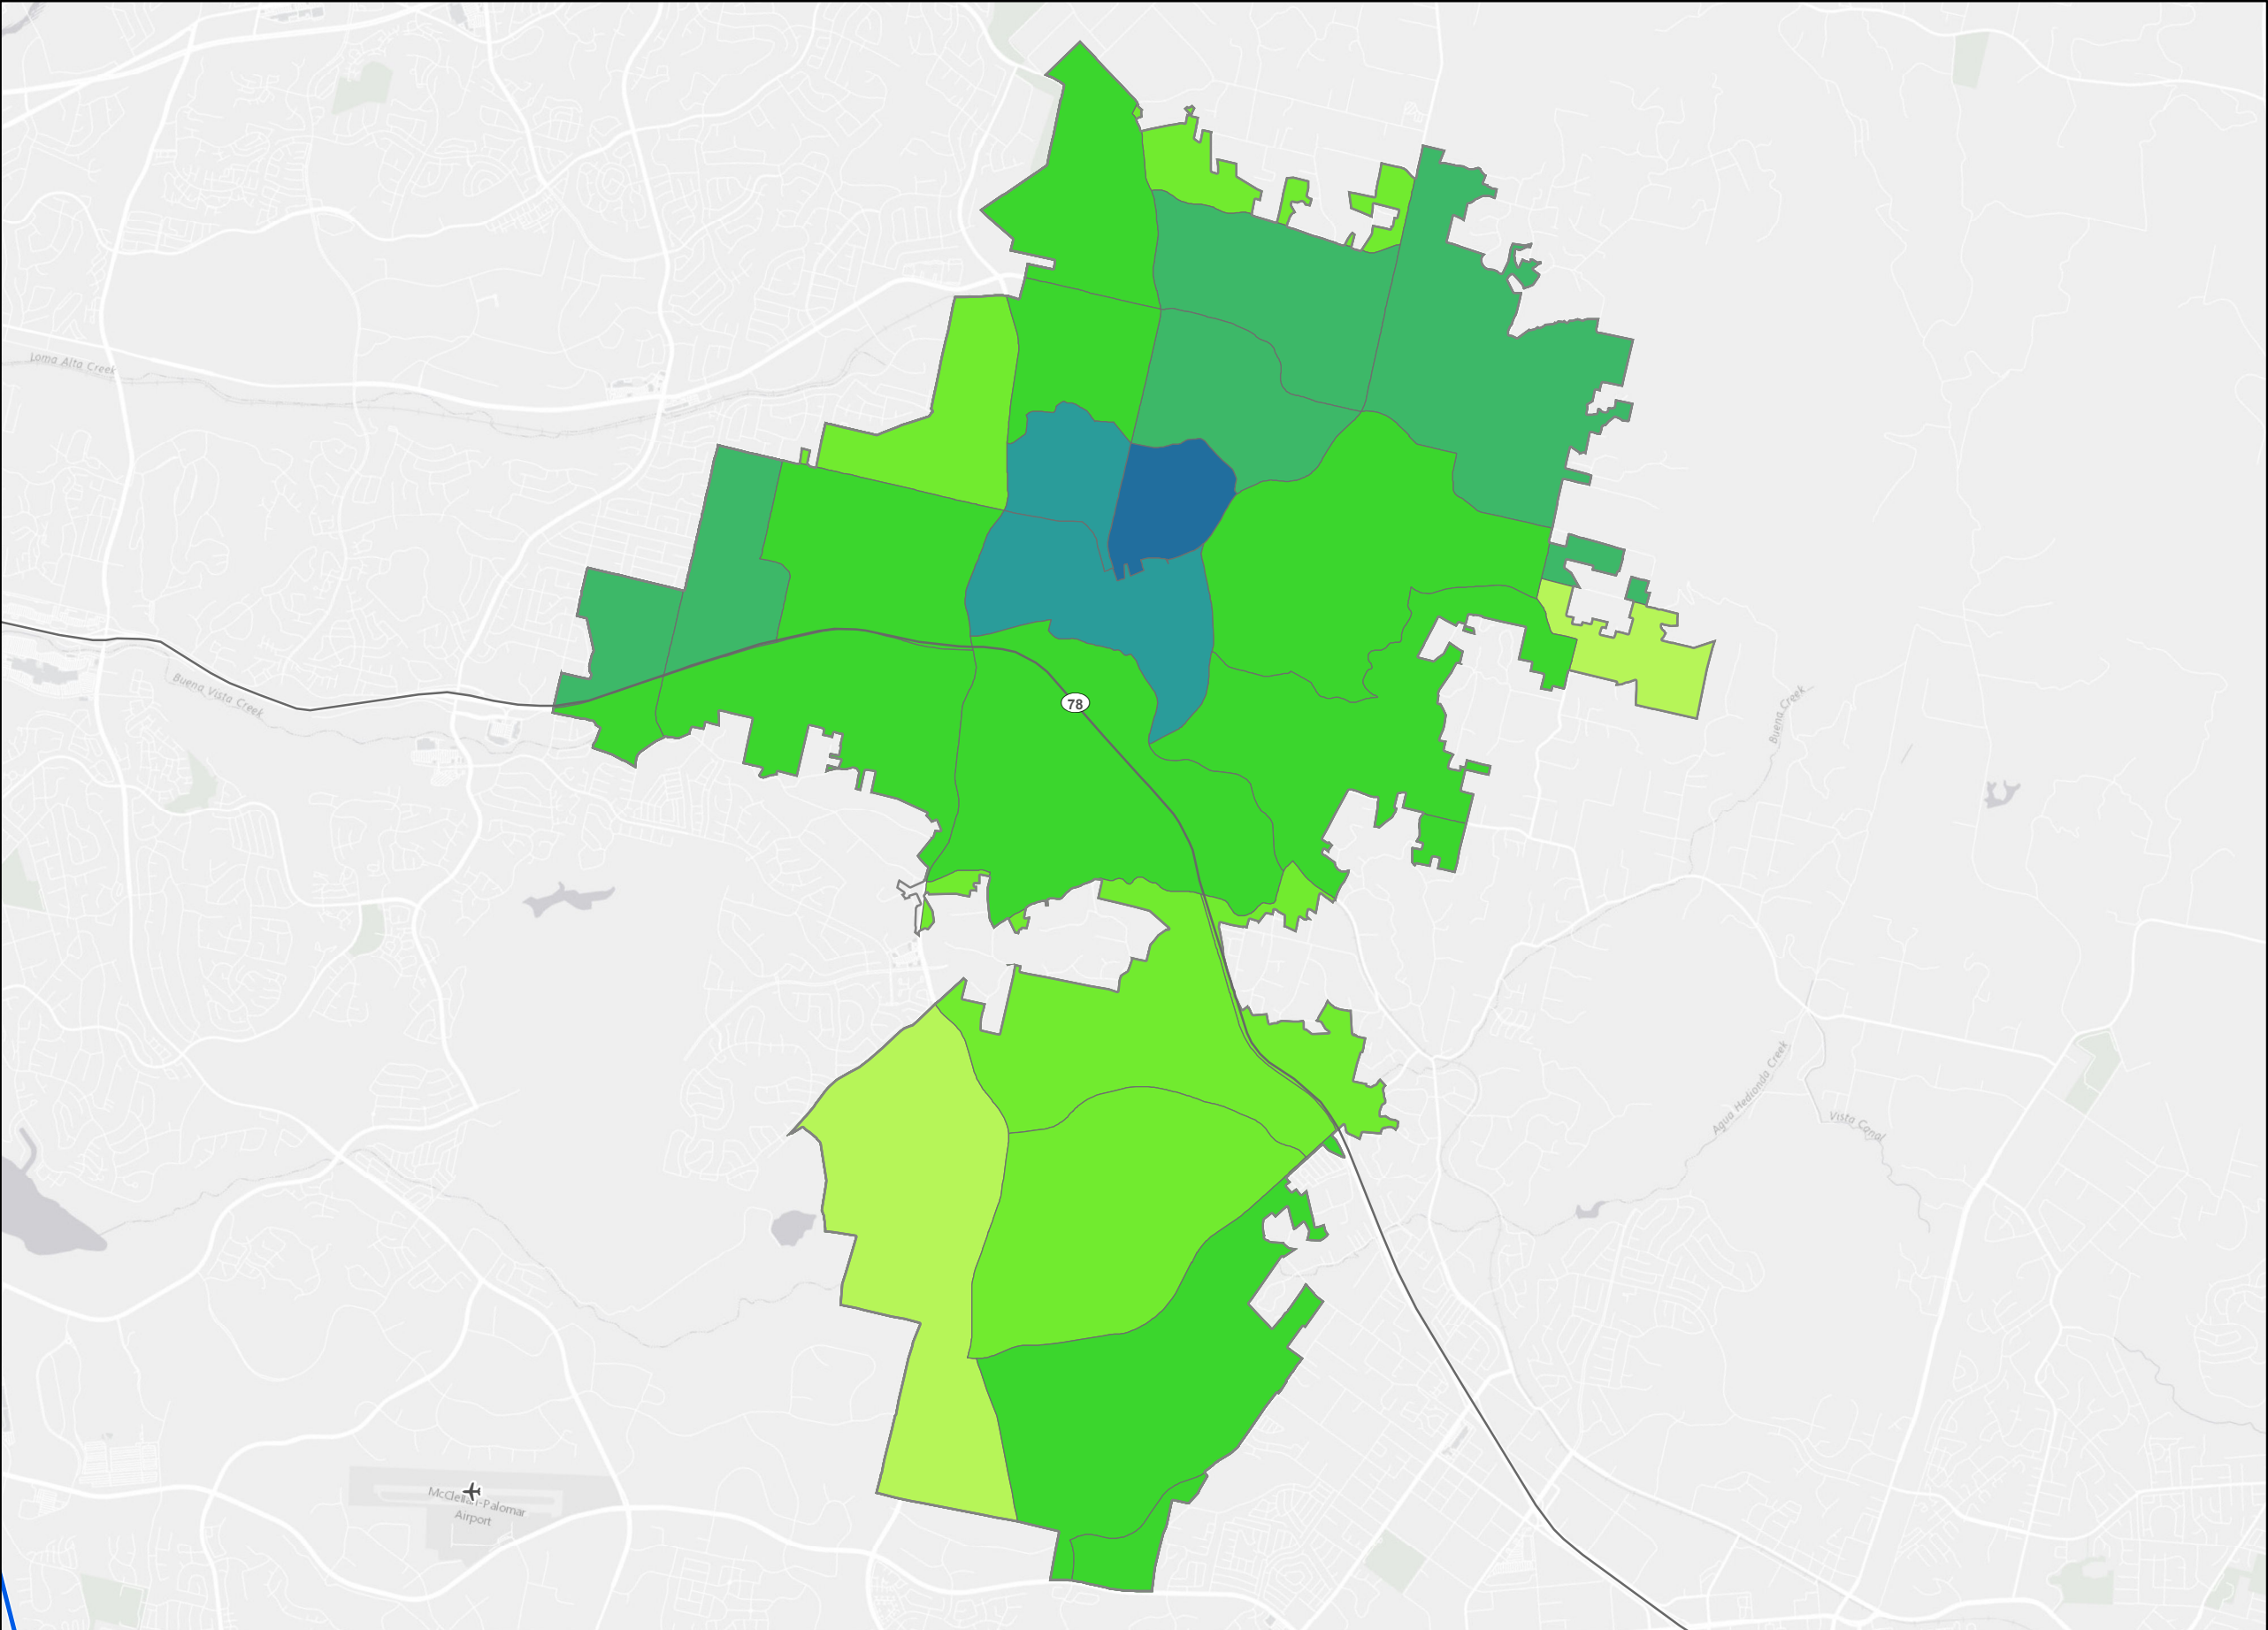 Loma Alta Creek
Buena Vista Creek
78
Buena Creek
Agua Hedionda Creek
Vista Canal
McClellan-Palomar
Airport